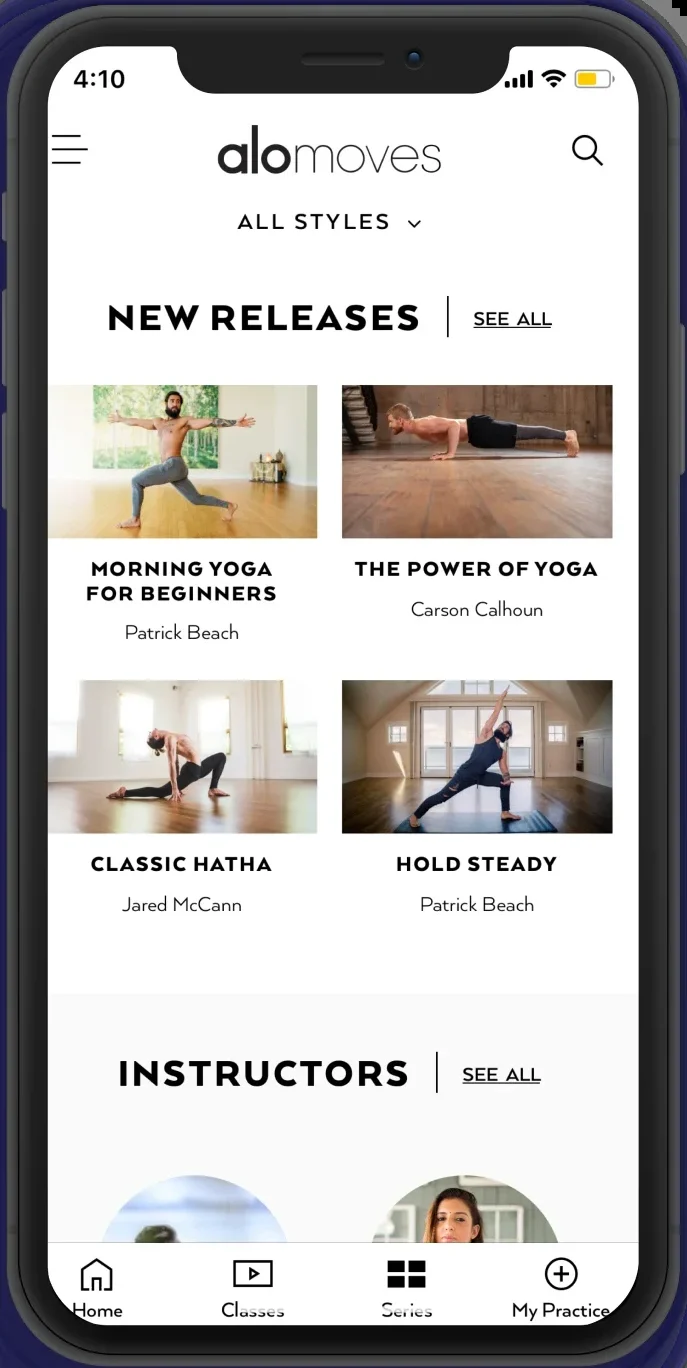 4:10
alomoves
ALL STYLES
NEW RELEASES
SEE ALL
MORNING YOGA
FOR BEGINNERS
Patrick Beach
THE POWER OF YOGA
Carson Calhoun
CLASSIC HATHA
Jared McCann
HOLD STEADY
Patrick Beach
INSTRUCTORS
SEE ALL
Home
Classes
Series
My Practice